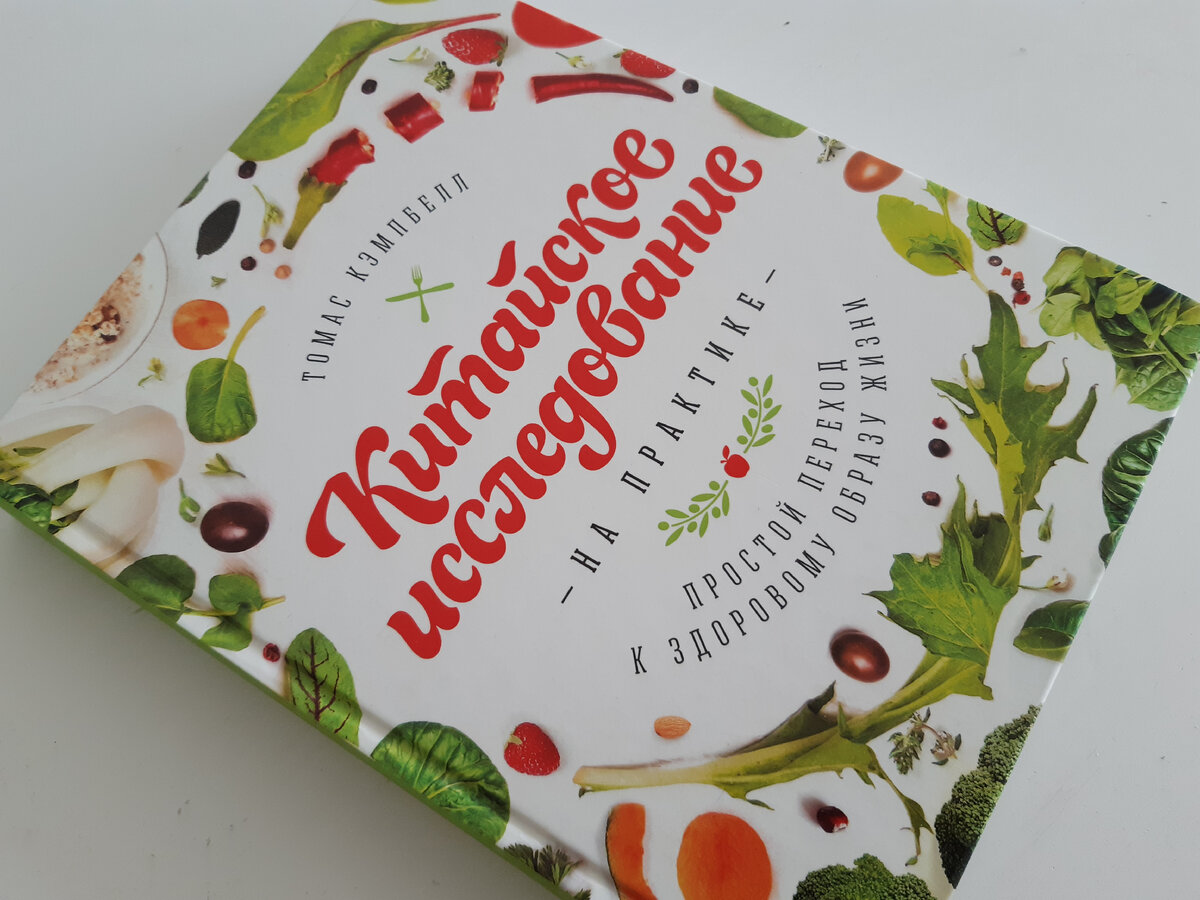 ТОМАС КЭМПБЕЛЛ
Китайское
исследование
— НА ПРАКТИКЕ —
ПРОСТОЙ ПЕРЕХОД
К ЗДОРОВОМУ ОБРАЗУ ЖИЗНИ